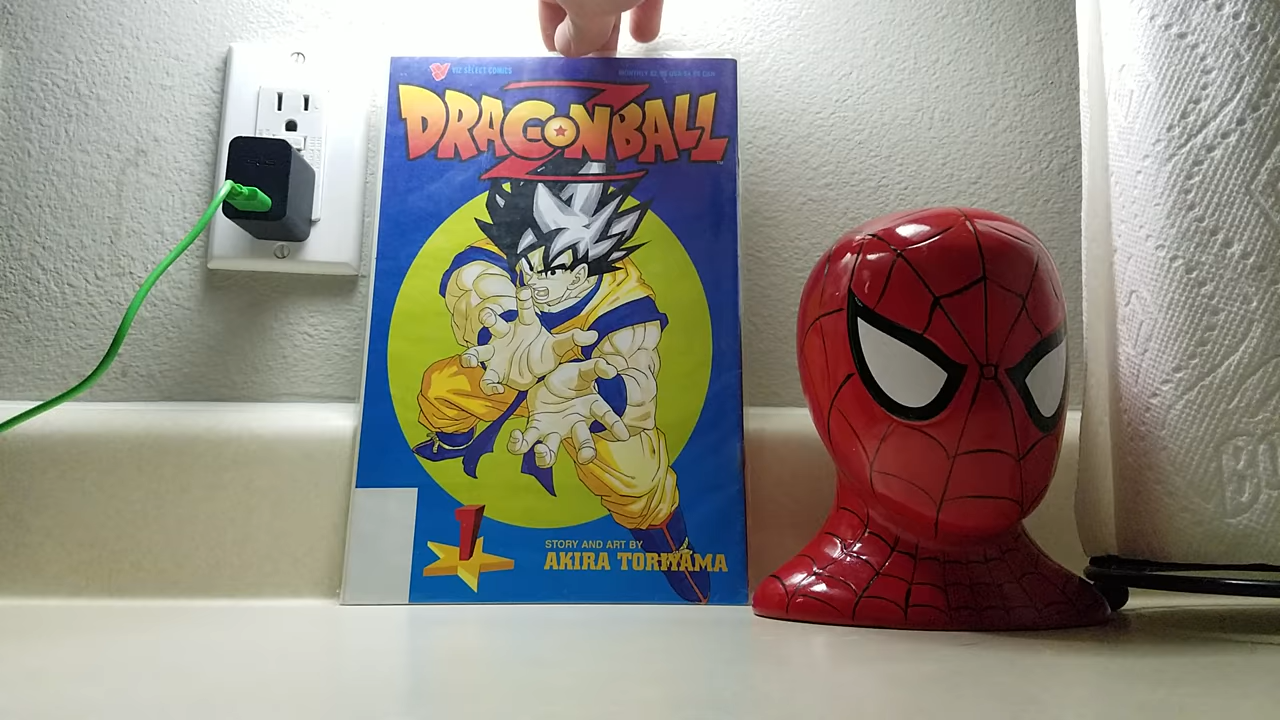 VIZ SELECT COMICS
DRAGONBALL
Z
1
STORY AND ART BY
AKIRA TORIYAMA